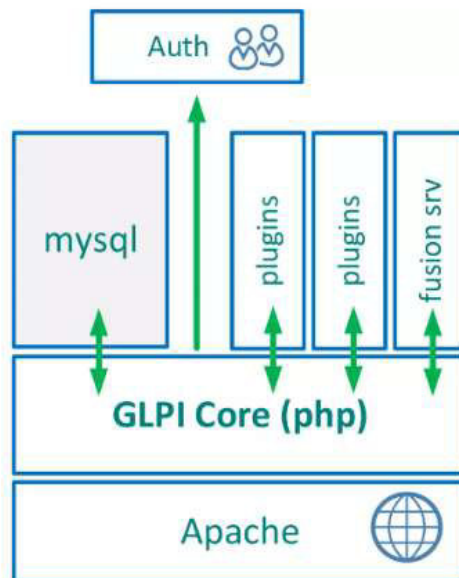 Auth
mysql
plugins
plugins
fusion srv
GLPI Core (php)
Apache